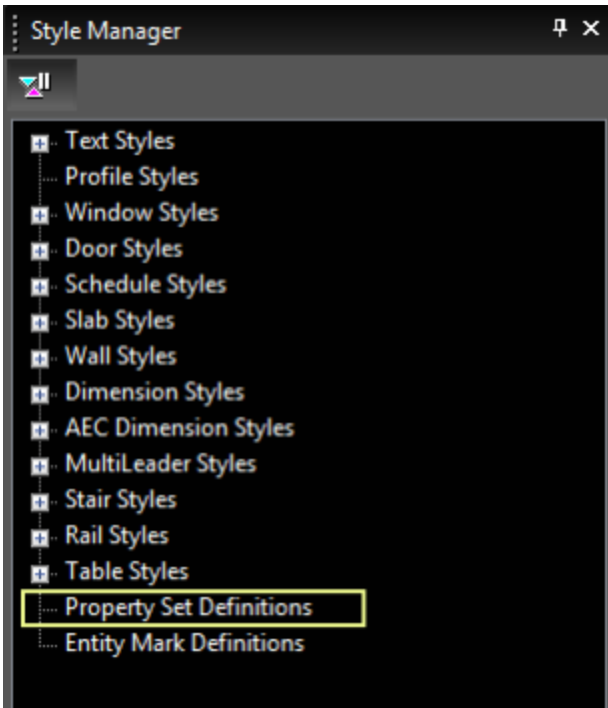 Style Manager
Text Styles
Profile Styles
Window Styles
Door Styles
Schedule Styles
Slab Styles
Wall Styles
Dimension Styles
AEC Dimension Styles
MultiLeader Styles
Stair Styles
Rail Styles
Table Styles
Property Set Definitions
Entity Mark Definitions